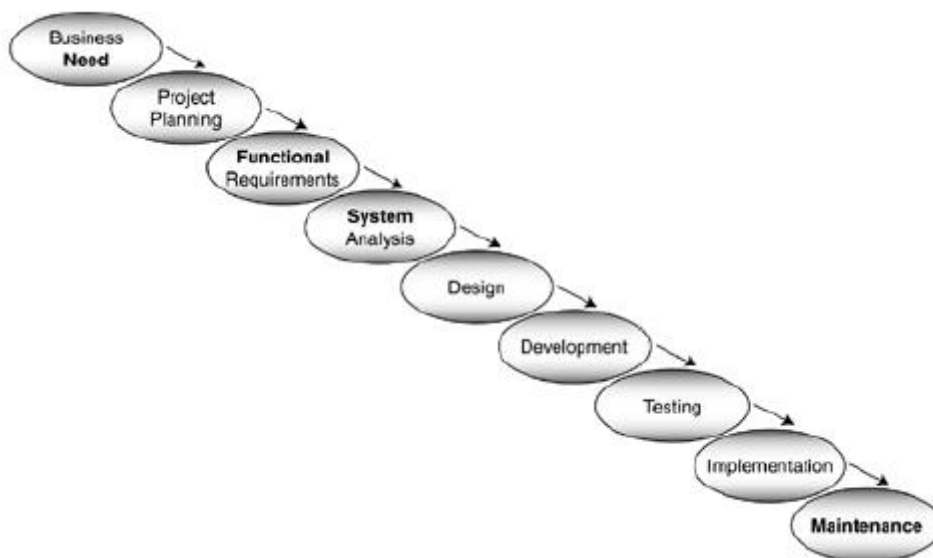 Business
Need
Project
Planning
Functional
Requirements
System
Analysis
Design
Development
Testing
Implementation
Maintenance